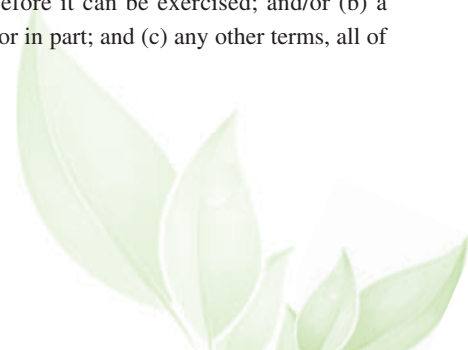 before it can be exercised; and/or (b) a
or in part; and (c) any other terms, all of